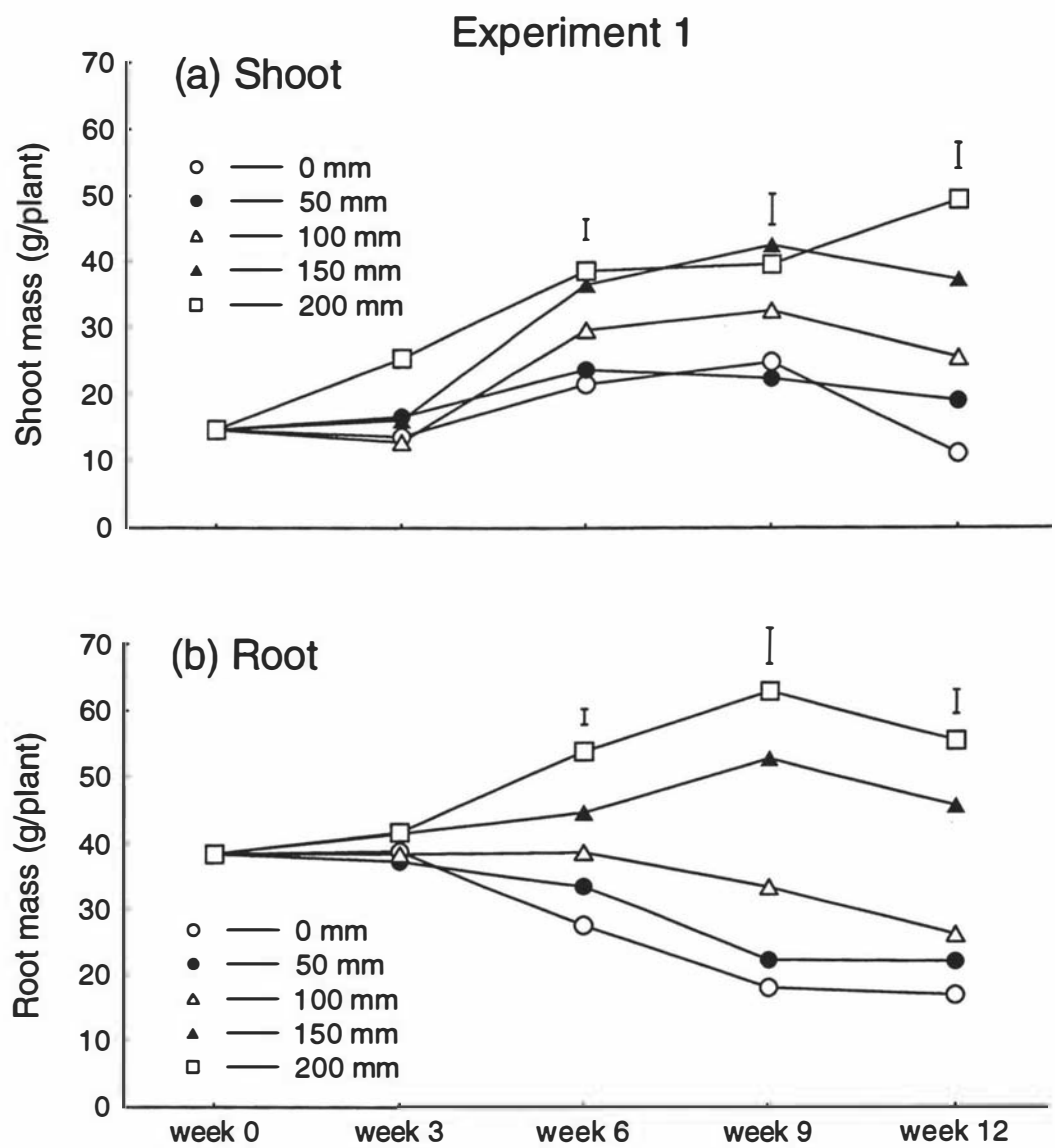 Experiment 1
(a) Shoot
Shoot mass (g/plant)
70
60
50
40
30
20
10
0
0 mm
50 mm
100 mm
150 mm
200 mm
(b) Root
Root mass (g/plant)
70
60
50
40
30
20
10
0
0 mm
50 mm
100 mm
150 mm
200 mm
week 0 week 3 week 6 week 9 week 12